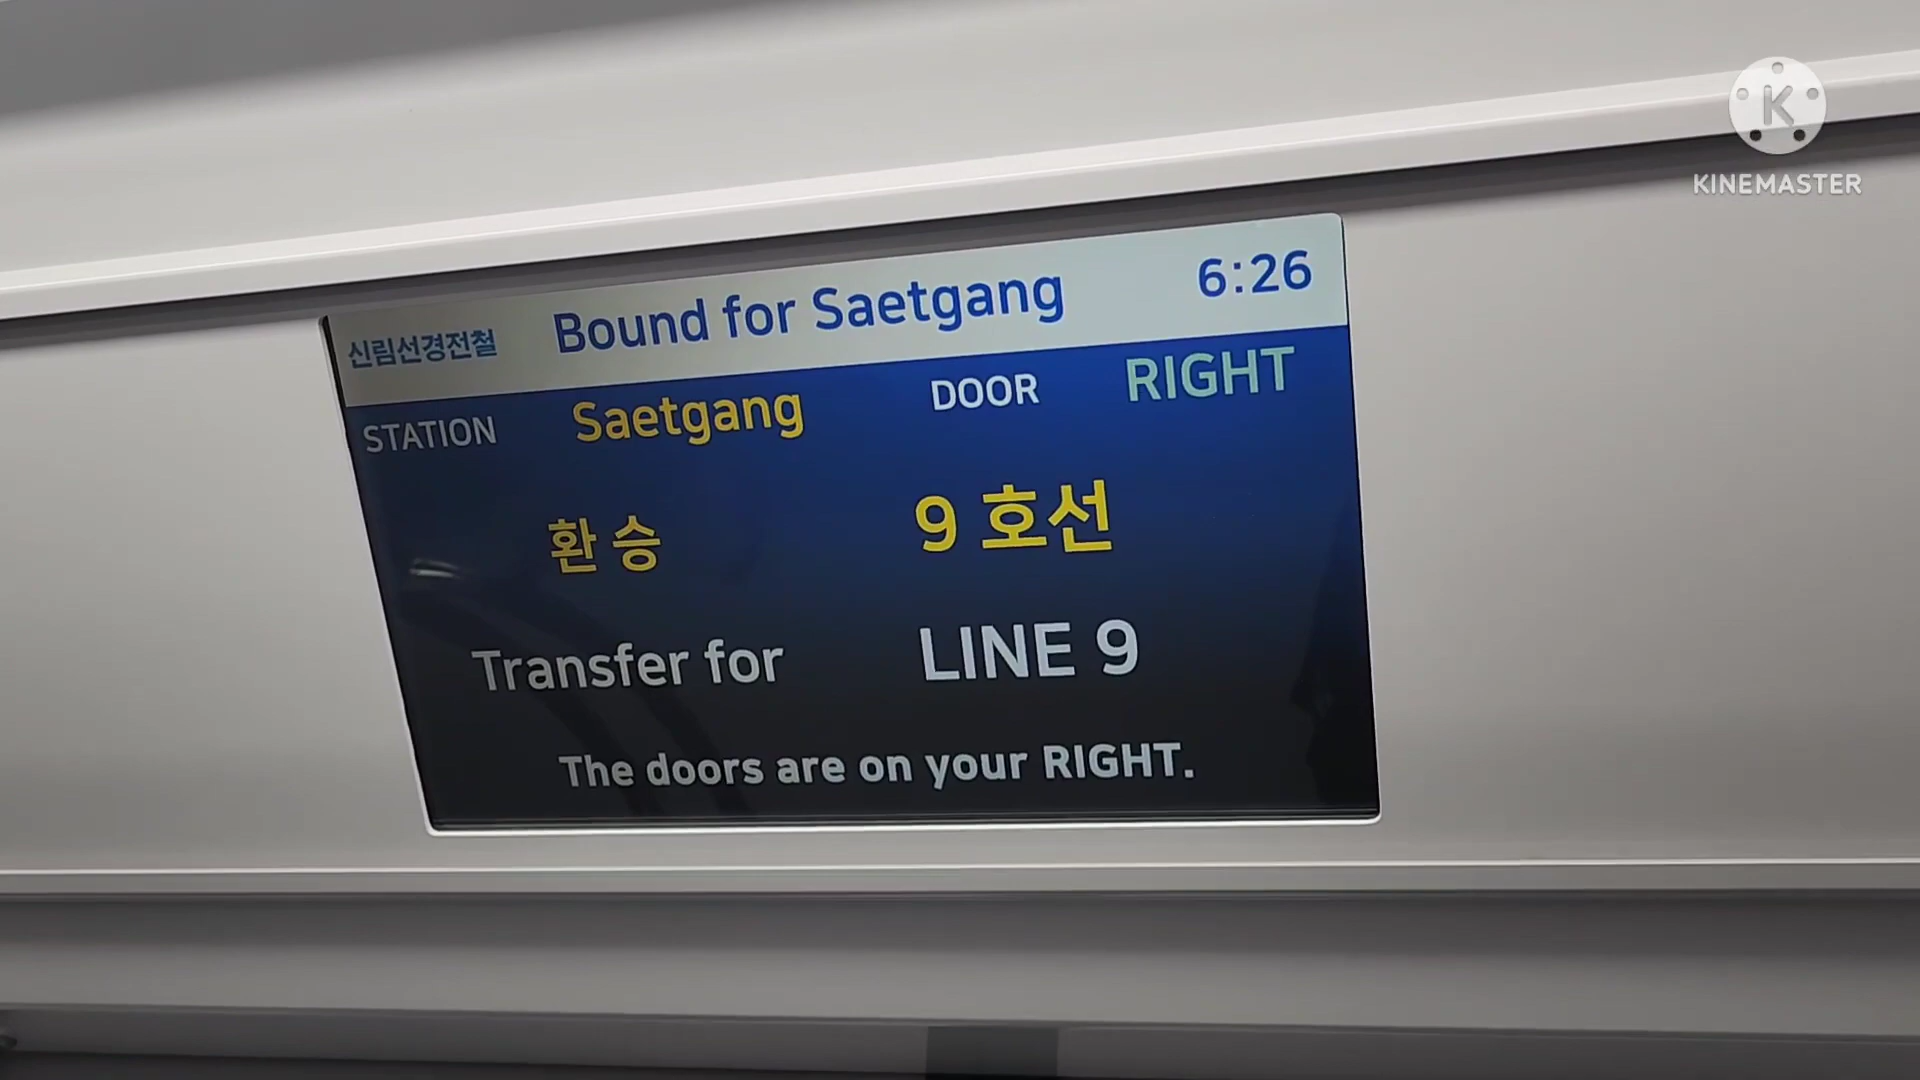 KINEMASTER
신림선경전철 Bound for Saetgang 6:26
STATION Saetgang DOOR RIGHT
환 승 9 호선
Transfer for LINE 9
The doors are on your RIGHT.